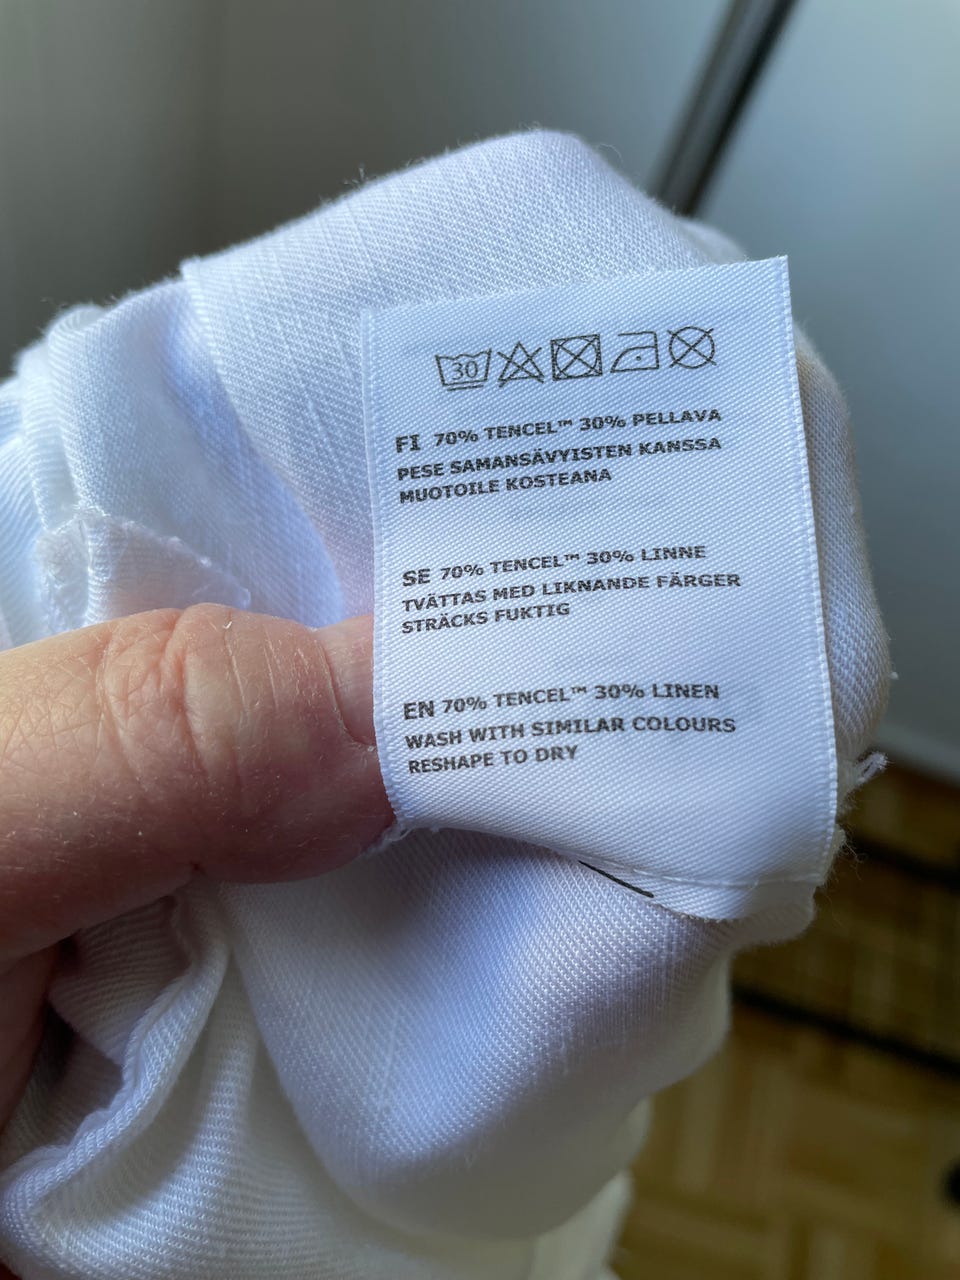 30
FI 70% TENCEL™ 30% PELLAVA
PESE SAMANSÄVYISTEN KANSSA
MUOTOILE KOSTEANA
SE 70% TENCEL™ 30% LINNE
TVÄTTAS MED LIKNANDE FÄRGER
STRÄCKS FUKTIG
EN 70% TENCEL™ 30% LINEN
WASH WITH SIMILAR COLOURS
RESHAPE TO DRY